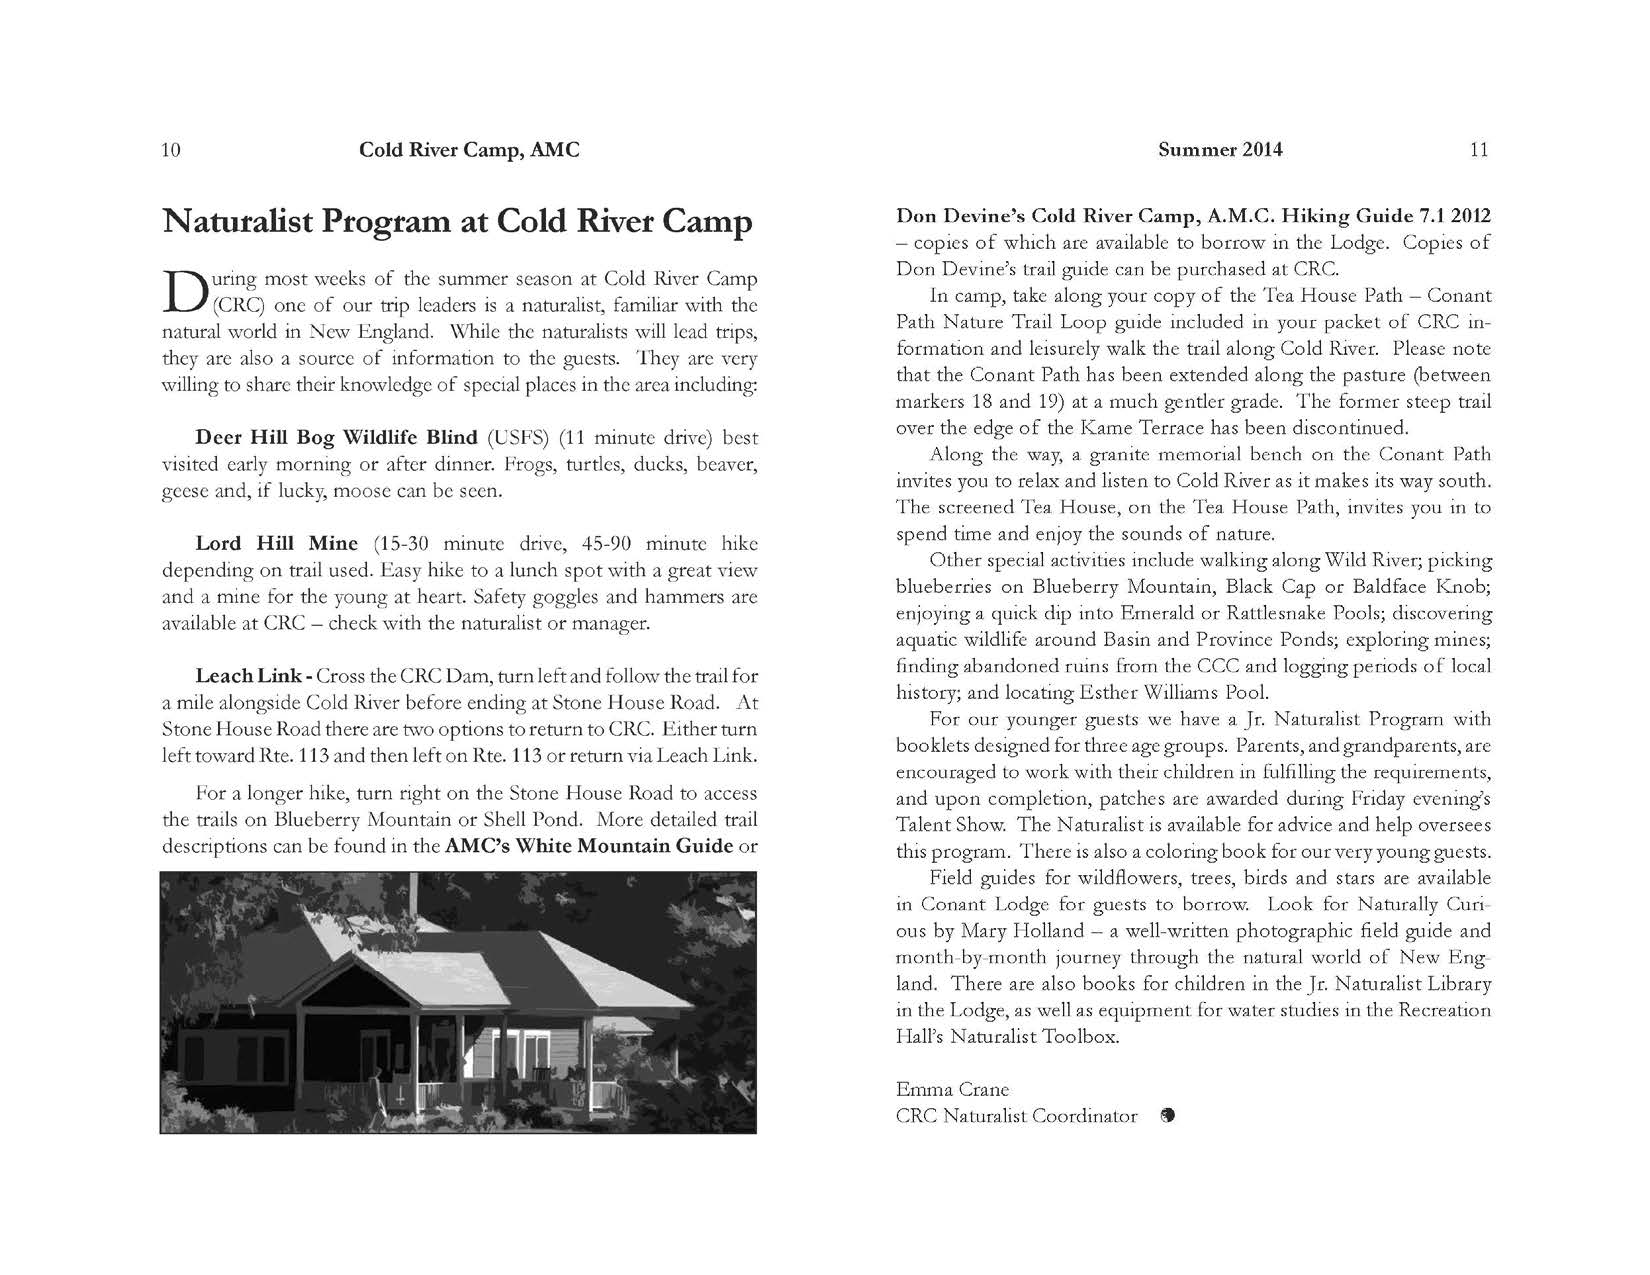 10
Cold River Camp, AMC
Naturalist Program at Cold River Camp
During most weeks of the summer season at Cold River Camp
(CRC) one of our trip leaders is a naturalist, familiar with the
natural world in New England. While the naturalists will lead trips,
they are also a source of information to the guests. They are very
willing to share their knowledge of special places in the area including:
Deer Hill Bog Wildlife Blind (USFS) (11 minute drive) best
visited early morning or after dinner. Frogs, turtles, ducks, beaver,
geese and, if lucky, moose can be seen.
Lord Hill Mine (15-30 minute drive, 45-90 minute hike
depending on trail used. Easy hike to a lunch spot with a great view
and a mine for the young at heart. Safety goggles and hammers are
available at CRC – check with the naturalist or manager.
Leach Link - Cross the CRC Dam, turn left and follow the trail for
a mile alongside Cold River before ending at Stone House Road. At
Stone House Road there are two options to return to CRC. Either turn
left toward Rte. 113 and then left on Rte. 113 or return via Leach Link.
For a longer hike, turn right on the Stone House Road to access
the trails on Blueberry Mountain or Shell Pond. More detailed trail
descriptions can be found in the AMC's White Mountain Guide or
Summer 2014
11
Don Devine's Cold River Camp, A.M.C. Hiking Guide 7.1 2012
– copies of which are available to borrow in the Lodge. Copies of
Don Devine's trail guide can be purchased at CRC.
In camp, take along your copy of the Tea House Path – Conant
Path Nature Trail Loop guide included in your packet of CRC in-
formation and leisurely walk the trail along Cold River. Please note
that the Conant Path has been extended along the pasture (between
markers 18 and 19) at a much gentler grade. The former steep trail
over the edge of the Kame Terrace has been discontinued.
Along the way, a granite memorial bench on the Conant Path
invites you to relax and listen to Cold River as it makes its way south.
The screened Tea House, on the Tea House Path, invites you in to
spend time and enjoy the sounds of nature.
Other special activities include walking along Wild River; picking
blueberries on Blueberry Mountain, Black Cap or Baldface Knob;
enjoying a quick dip into Emerald or Rattlesnake Pools; discovering
aquatic wildlife around Basin and Province Ponds; exploring mines;
finding abandoned ruins from the CCC and logging periods of local
history; and locating Esther Williams Pool.
For our younger guests we have a Jr. Naturalist Program with
booklets designed for three age groups. Parents, and grandparents, are
encouraged to work with their children in fulfilling the requirements,
and upon completion, patches are awarded during Friday evening's
Talent Show. The Naturalist is available for advice and help oversees
this program. There is also a coloring book for our very young guests.
Field guides for wildflowers, trees, birds and stars are available
in Conant Lodge for guests to borrow. Look for Naturally Curi-
ous by Mary Holland – a well-written photographic field guide and
month-by-month journey through the natural world of New Eng-
land. There are also books for children in the Jr. Naturalist Library
in the Lodge, as well as equipment for water studies in the Recreation
Hall's Naturalist Toolbox.
Emma Crane
CRC Naturalist Coordinator